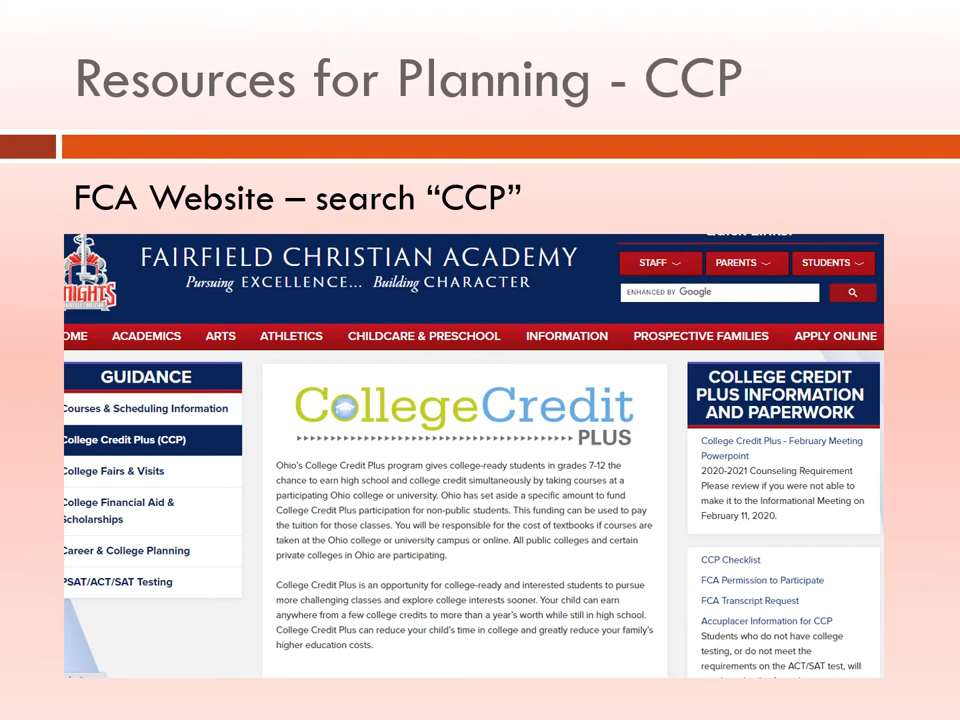 Resources for Planning - CCP
FCA Website – search “CCP”
FAIRFIELD CHRISTIAN ACADEMY
Pursuing EXCELLENCE... Building CHARACTER
STAFF
PARENTS
STUDENTS
ENHANCED BY Google
OME
ACADEMICS
ARTS
ATHLETICS
CHILDCARE & PRESCHOOL
INFORMATION
PROSPECTIVE FAMILIES
APPLY ONLINE
GUIDANCE
Courses & Scheduling Information
College Credit Plus (CCP)
College Fairs & Visits
College Financial Aid &
Scholarships
Career & College Planning
PSAT/ACT/SAT Testing
CollegeCredit
PLUS
Ohio's College Credit Plus program gives college-ready students in grades 7-12 the
chance to earn high school and college credit simultaneously by taking courses at a
participating Ohio college or university. Ohio has set aside a specific amount to fund
College Credit Plus participation for non-public students. This funding can be used to pay
the tuition for those classes. You will be responsible for the cost of textbooks if courses are
taken at the Ohio college or university campus or online. All public colleges and certain
private colleges in Ohio are participating.
College Credit Plus is an opportunity for college-ready and interested students to pursue
more challenging classes and explore college interests sooner. Your child can earn
anywhere from a few college credits to more than a year's worth while still in high school.
College Credit Plus can reduce your child's time in college and greatly reduce your family's
higher education costs.
COLLEGE CREDIT
PLUS INFORMATION
AND PAPERWORK
College Credit Plus - February Meeting
Powerpoint
2020-2021 Counseling Requirement
Please review if you were not able to
make it to the Informational Meeting on
February 11, 2020.
CCP Checklist
FCA Permission to Participate
FCA Transcript Request
Accuplacer Information for CCP
Students who do not have college
testing, or do not meet the
requirements on the ACT/SAT test, will